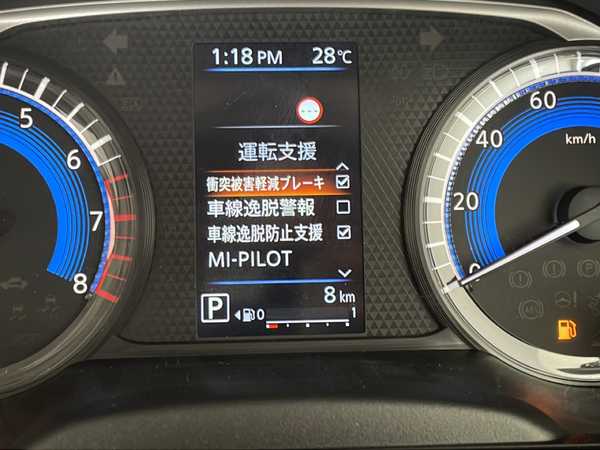 1:18 PM 28℃
運転支援
衝突被害軽減ブレーキ
車線逸脱警報
車線逸脱防止支援
MI-PILOT
8 km
P 0 1
5
6
7
8
60
40
20
0
km/h